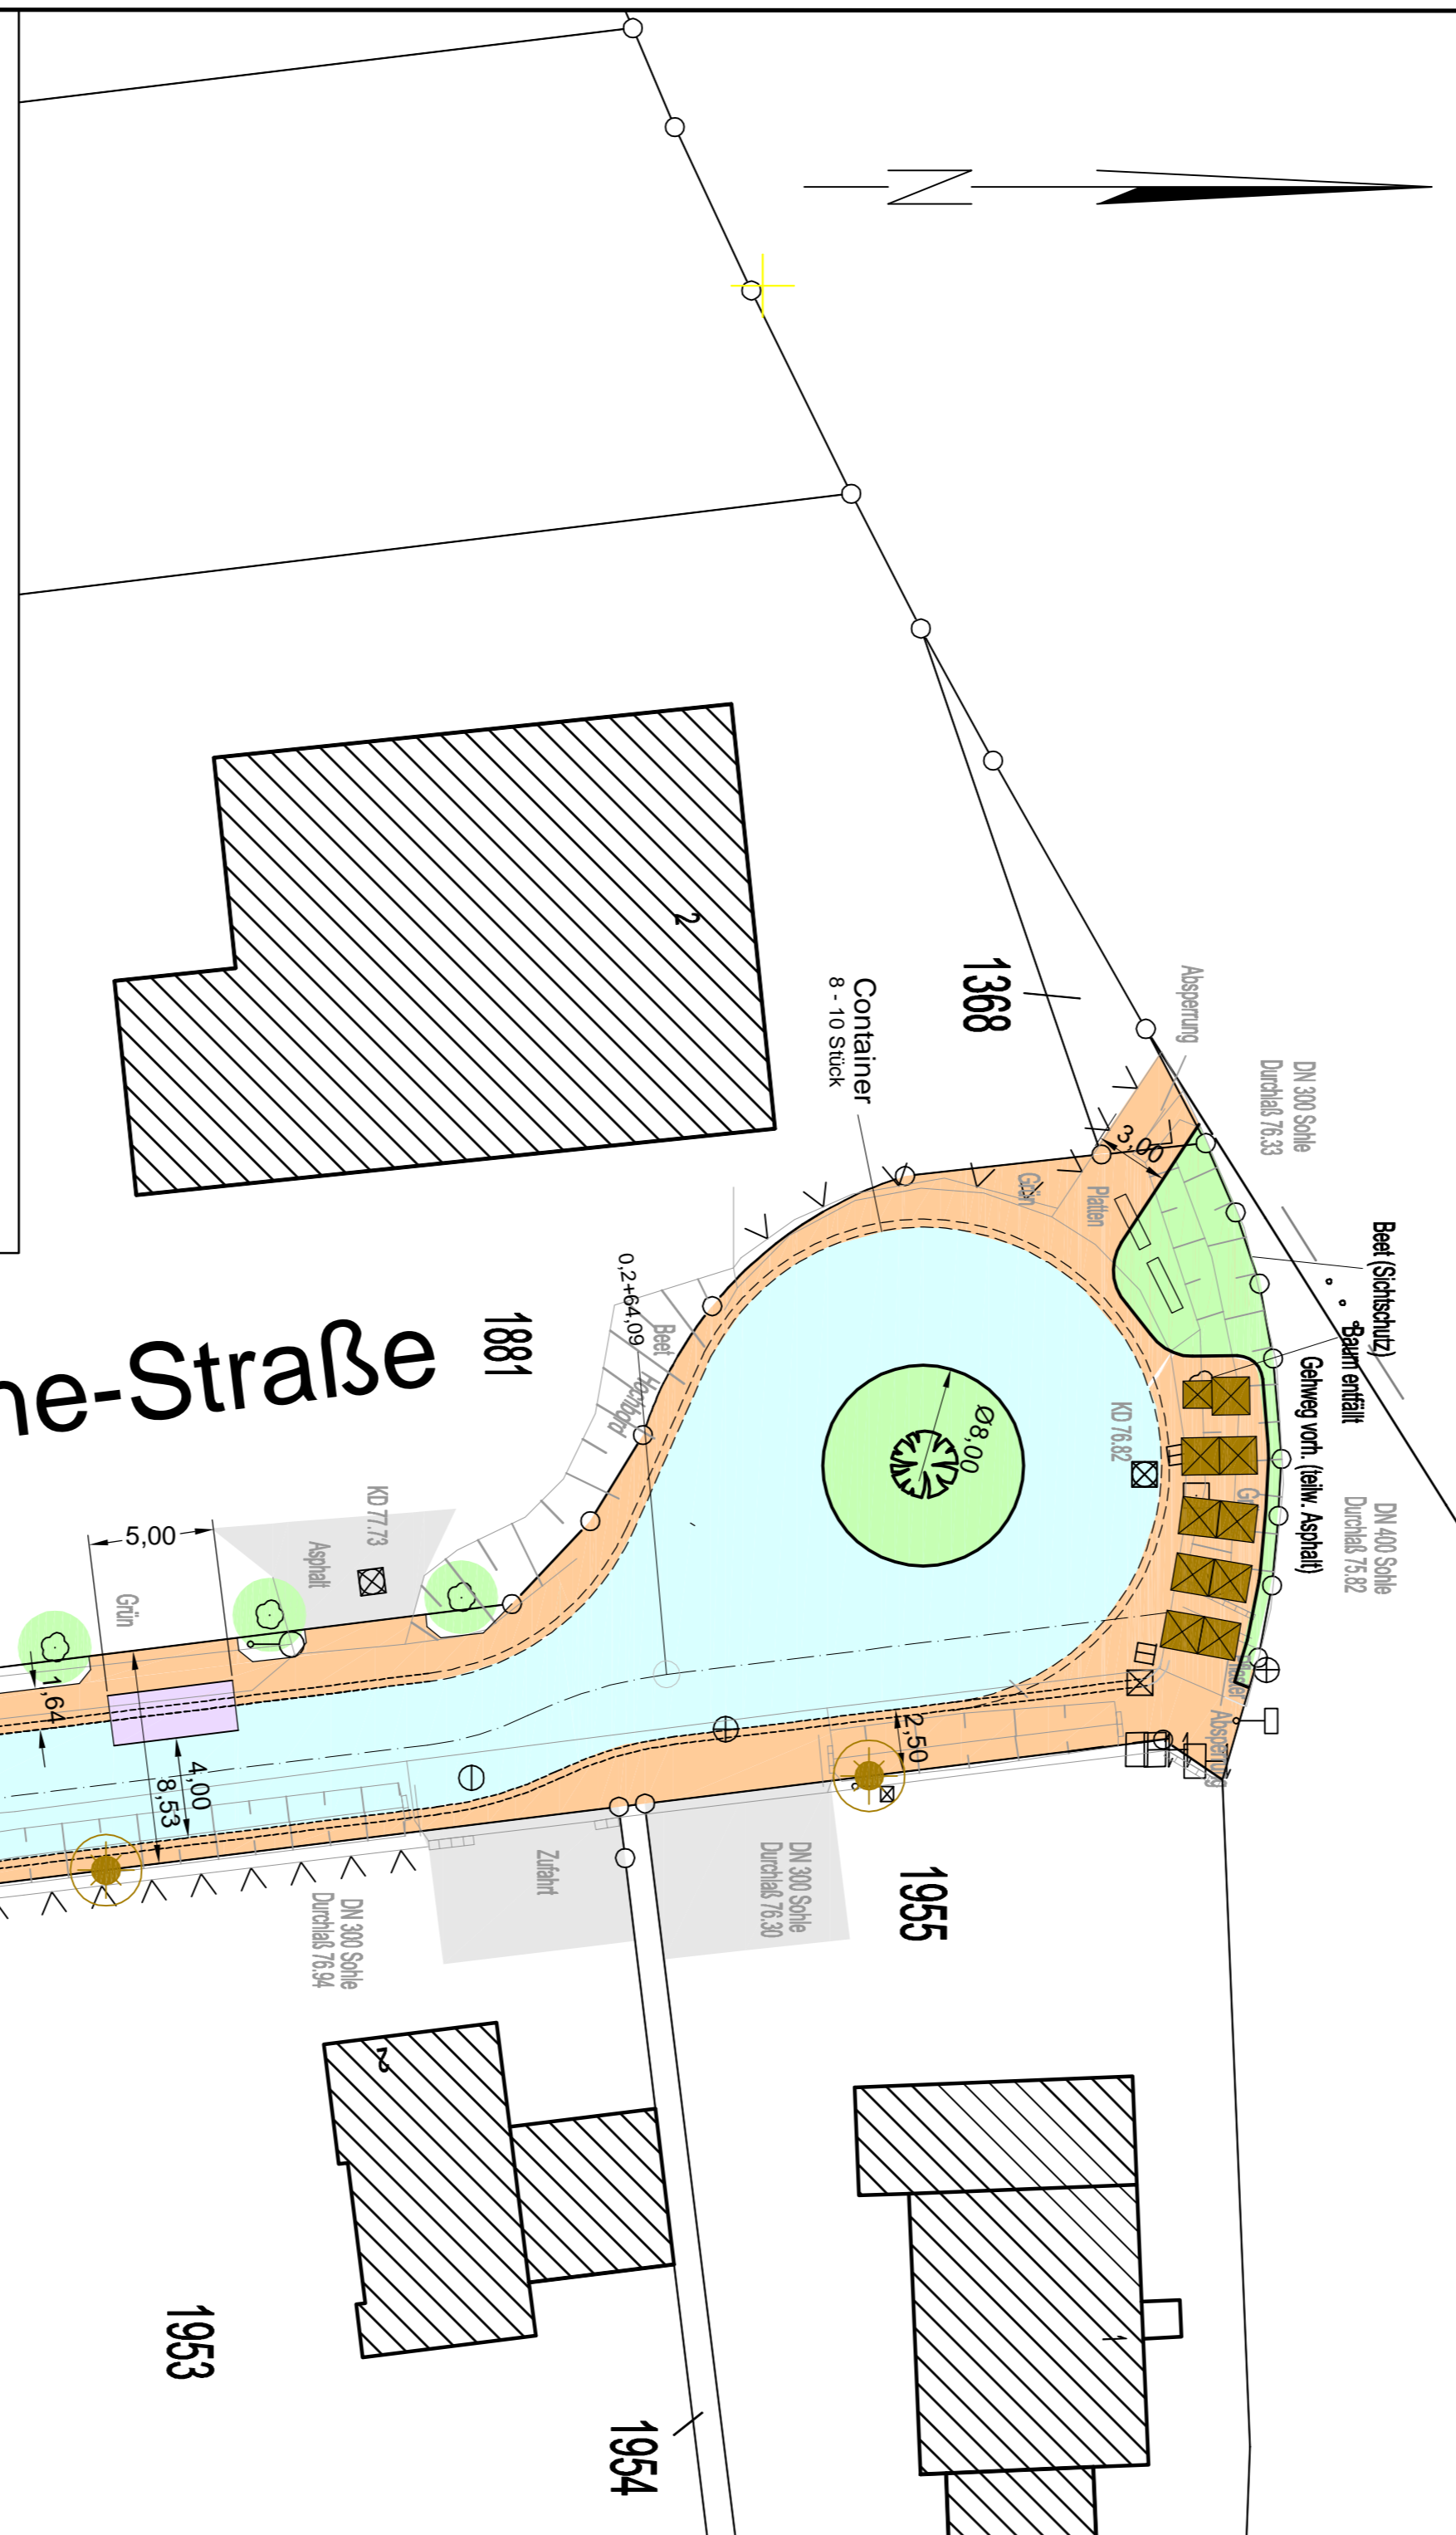 N
2
1368
Container
8 - 10 Stück
Absperrung
DN 300 Sohle
Durchlaß 76.33
3,00
Grün
Platten
Beet (Sichtschutz)
Baum entfällt
Gehweg vorh. (teilw. Asphalt)
DN 400 Sohle
Durchlaß 75.82
0,2+64,09
Beet
Hochbord
1881
ne-Straße
Ø8,00
KD 76.82
KD 77.73
Asphalt
5,00
Grün
1,64
4,00
8,53
2,50
Absperrung
Zufahrt
DN 300 Sohle
Durchlaß 76.30
DN 300 Sohle
Durchlaß 76.94
1955
2
1
1953
1954